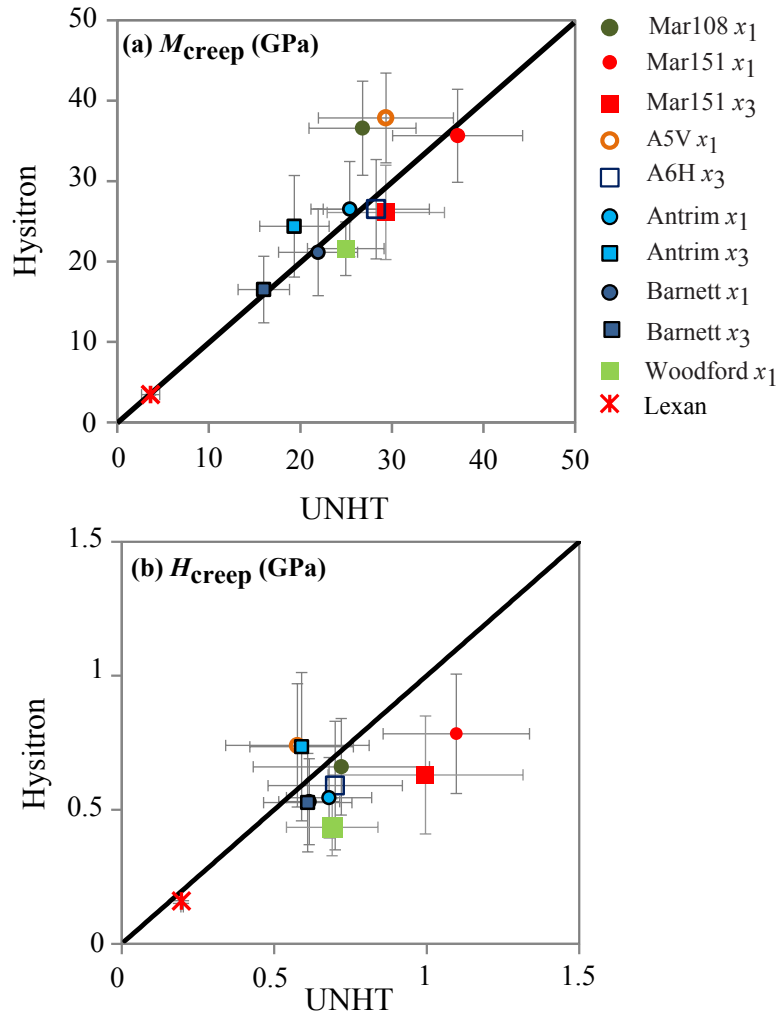 (a) Mcreep (GPa)
Hysitron
50
40
30
20
10
0
0 10 20 30 40 50
UNHT
Mar108 x1
Mar151 x1
Mar151 x3
A5V x1
A6H x3
Antrim x1
Antrim x3
Barnett x1
Barnett x3
Woodford x1
Lexan
(b) Hcreep (GPa)
Hysitron
1.5
1
0.5
0
0 0.5 1 1.5
UNHT